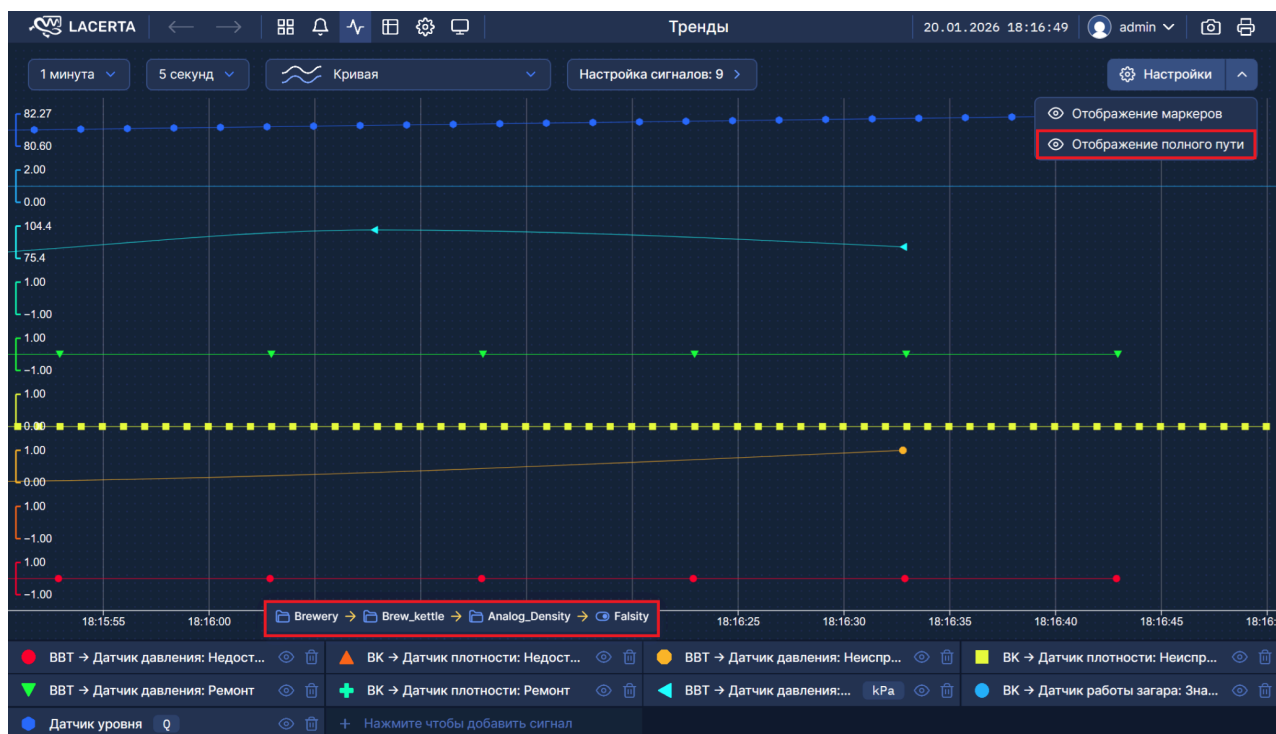 LACERTA Тренды 20.01.2026 18:16:49 admin
1 минута 5 секунд Кривая Настройка сигналов: 9 Настройки
Отображение маркеров
Отображение полного пути
82.27
80.60
2.00
0.00
104.4
75.4
1.00
-1.00
1.00
-1.00
1.00
0.00
1.00
0.00
1.00
-1.00
1.00
-1.00
Brewery → Brew_kettle → Analog_Density → Falsity
18:15:55 18:16:00 18:16:25 18:16:30 18:16:35 18:16:40 18:16:45 18:16:
ВВТ → Датчик давления: Недост... ВК → Датчик плотности: Недост... ВВТ → Датчик давления: Неиспр... ВК → Датчик плотности: Неиспр...
ВВТ → Датчик давления: Ремонт ВК → Датчик плотности: Ремонт ВВТ → Датчик давления:... kPa ВК → Датчик работы загара: Зна...
Датчик уровня Q + Нажмите чтобы добавить сигнал